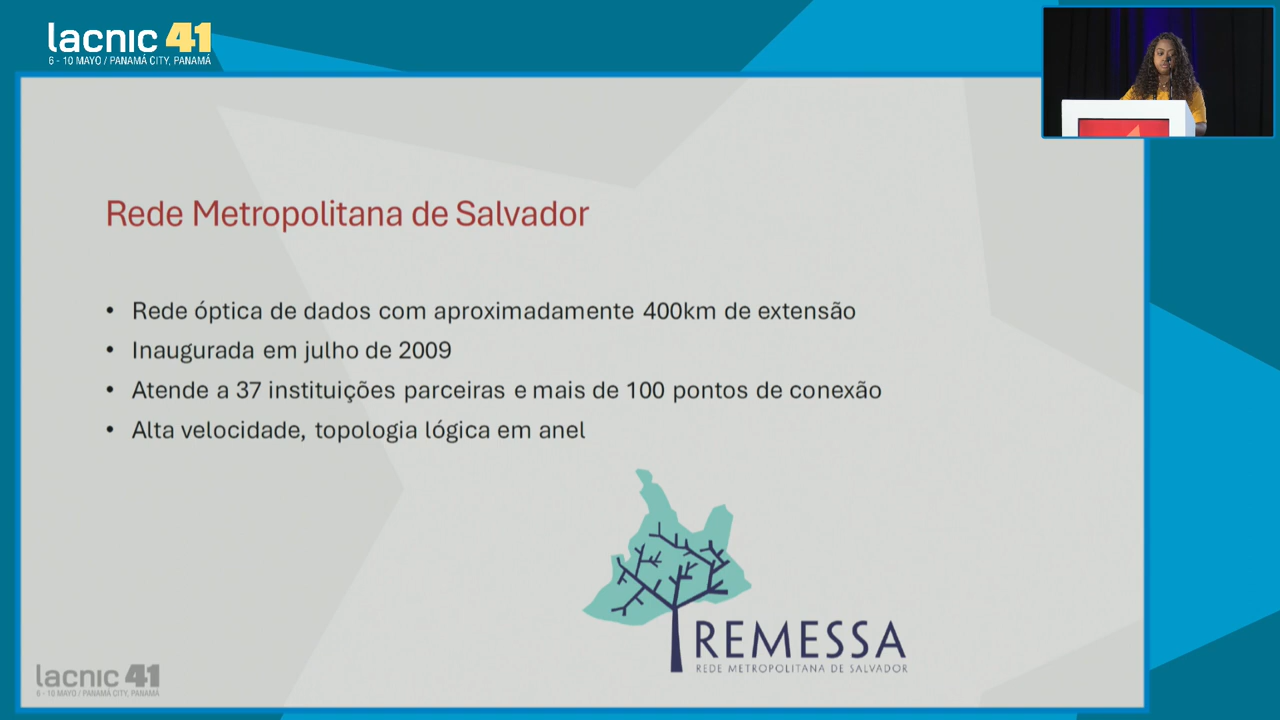 lacnic 41
6 - 10 MAYO / PANAMÁ CITY, PANAMÁ
Rede Metropolitana de Salvador
• Rede óptica de dados com aproximadamente 400km de extensão
• Inaugurada em julho de 2009
• Atende a 37 instituições parceiras e mais de 100 pontos de conexão
• Alta velocidade, topologia lógica em anel
REMESSA
REDE METROPOLITANA DE SALVADOR
lacnic 41
6 - 10 MAYO / PANAMÁ CITY, PANAMÁ